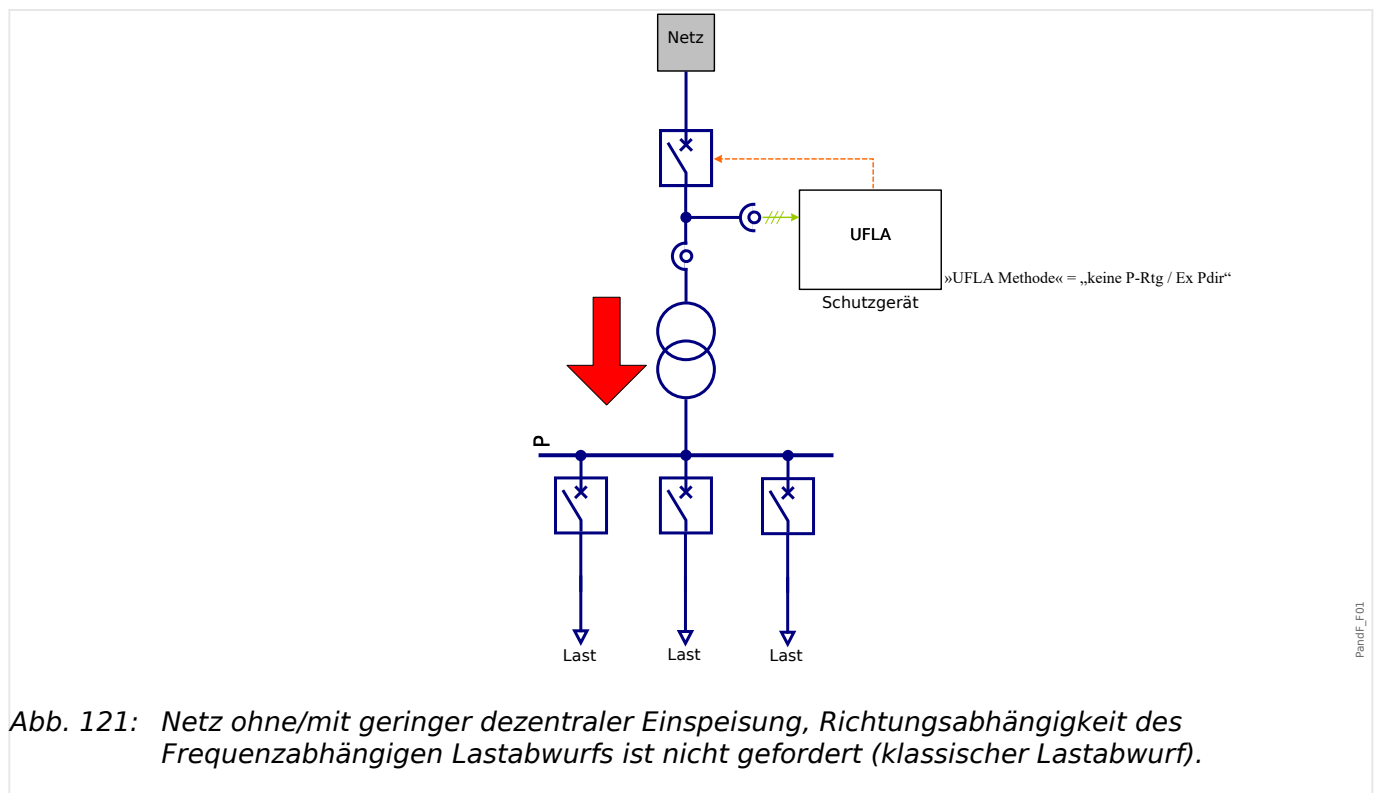 Netz
UFLA
»UFLA Methode« = „keine P-Rtg / Ex Pdir“
Schutzgerät
P
Last
Last
Last
PandF_F01
Abb. 121: Netz ohne/mit geringer dezentraler Einspeisung, Richtungsabhängigkeit des
Frequenzabhängigen Lastabwurfs ist nicht gefordert (klassischer Lastabwurf).